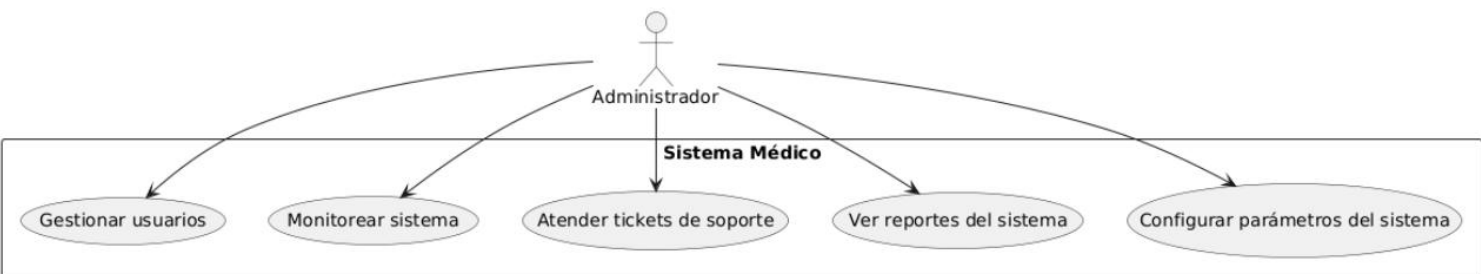 Administrador
Sistema Médico
Gestionar usuarios
Monitorear sistema
Atender tickets de soporte
Ver reportes del sistema
Configurar parámetros del sistema